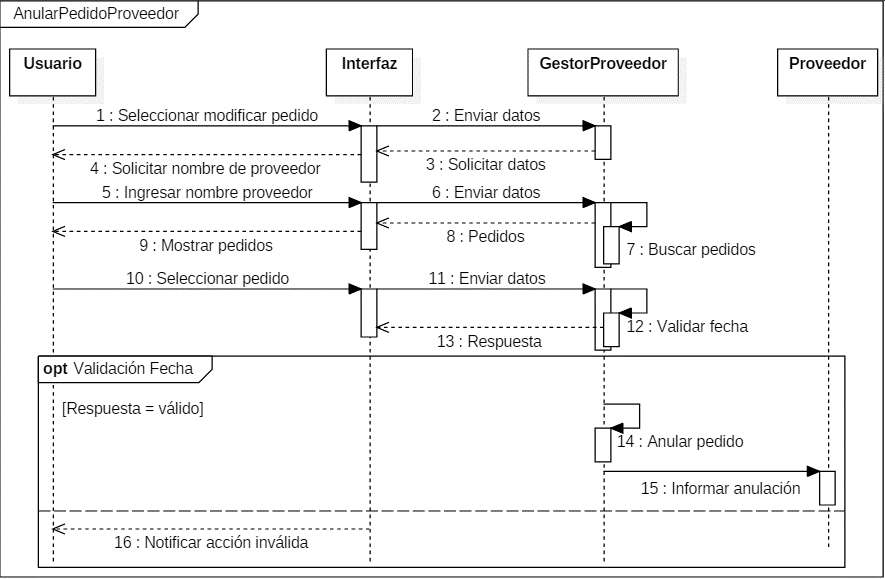 AnularPedidoProveedor
Usuario
Interfaz
GestorProveedor
Proveedor
1 : Seleccionar modificar pedido
2 : Enviar datos
3 : Solicitar datos
4 : Solicitar nombre de proveedor
5 : Ingresar nombre proveedor
6 : Enviar datos
7 : Buscar pedidos
8 : Pedidos
9 : Mostrar pedidos
10 : Seleccionar pedido
11 : Enviar datos
12 : Validar fecha
13 : Respuesta
opt Validación Fecha
[Respuesta = válido]
14 : Anular pedido
15 : Informar anulación
16 : Notificar acción inválida